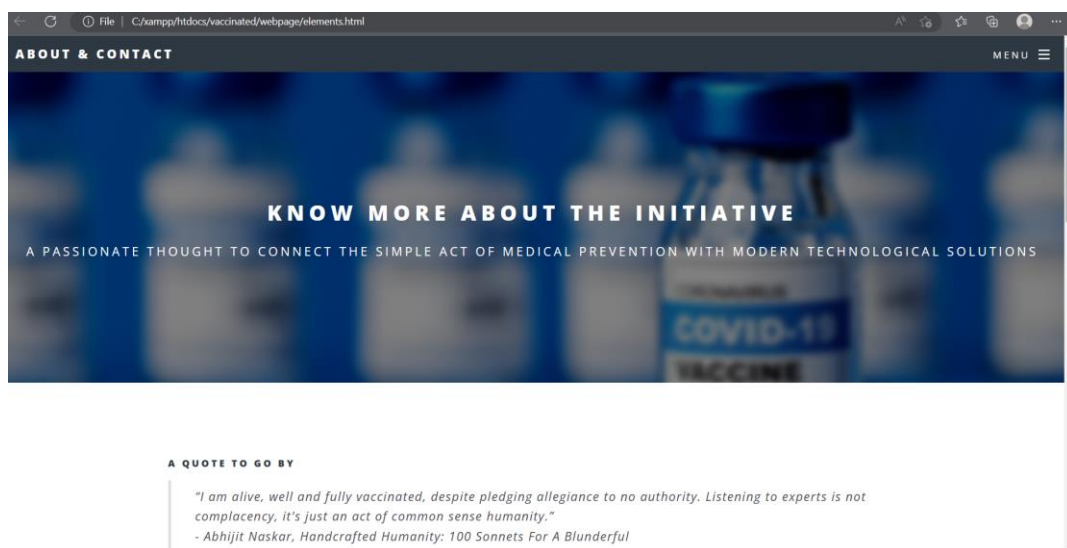 File | C:/xampp/htdocs/vaccinated/webpage/elements.html
ABOUT & CONTACT
MENU
KNOW MORE ABOUT THE INITIATIVE
A PASSIONATE THOUGHT TO CONNECT THE SIMPLE ACT OF MEDICAL PREVENTION WITH MODERN TECHNOLOGICAL SOLUTIONS
CORONAVIRUS
COVID-19
VACCINE
A QUOTE TO GO BY
"I am alive, well and fully vaccinated, despite pledging allegiance to no authority. Listening to experts is not
complacency, it's just an act of common sense humanity."
- Abhijit Naskar, Handcrafted Humanity: 100 Sonnets For A Blunderful